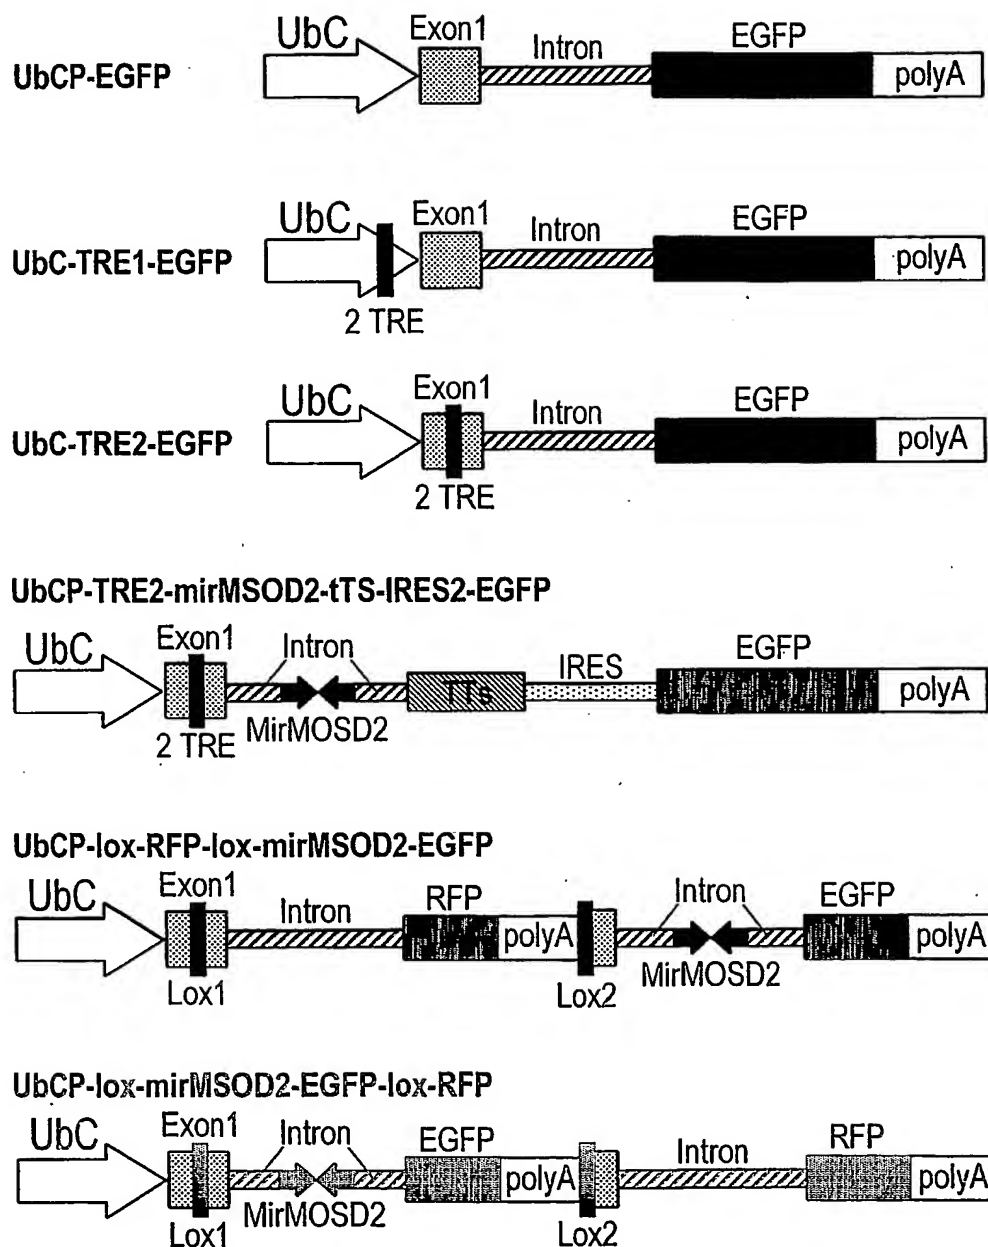 UbCP-EGFP
UbC Exon1 Intron EGFP polyA
UbC-TRE1-EGFP
UbC Exon1 Intron EGFP polyA
2 TRE
UbC-TRE2-EGFP
UbC Exon1 Intron EGFP polyA
2 TRE
UbCP-TRE2-mirMSOD2-tTS-IRES2-EGFP
UbC Exon1 Intron TTs IRES EGFP polyA
2 TRE MirMOSD2
UbCP-lox-RFP-lox-mirMSOD2-EGFP
UbC Exon1 Intron RFP polyA Intron EGFP polyA
Lox1 Lox2 MirMOSD2
UbCP-lox-mirMSOD2-EGFP-lox-RFP
UbC Exon1 Intron EGFP polyA Intron RFP polyA
Lox1 MirMOSD2 Lox2